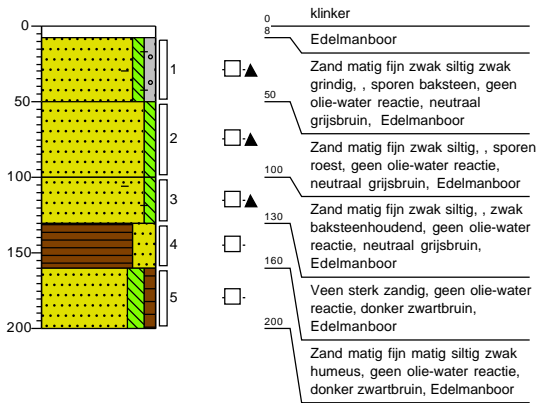 0
50
100
150
200
1
2
3
4
5
0
klinker
8
Edelmanboor
Zand matig fijn zwak siltig zwak
grindig, , sporen baksteen, geen
olie-water reactie, neutraal
grijsbruin, Edelmanboor
50
Zand matig fijn zwak siltig, , sporen
roest, geen olie-water reactie,
neutraal grijsbruin, Edelmanboor
100
Zand matig fijn zwak siltig, , zwak
baksteenhoudend, geen olie-water
reactie, neutraal grijsbruin,
Edelmanboor
130
Veen sterk zandig, geen olie-water
reactie, donker zwartbruin,
Edelmanboor
160
Zand matig fijn matig siltig zwak
humeus, geen olie-water reactie,
donker zwartbruin, Edelmanboor
200